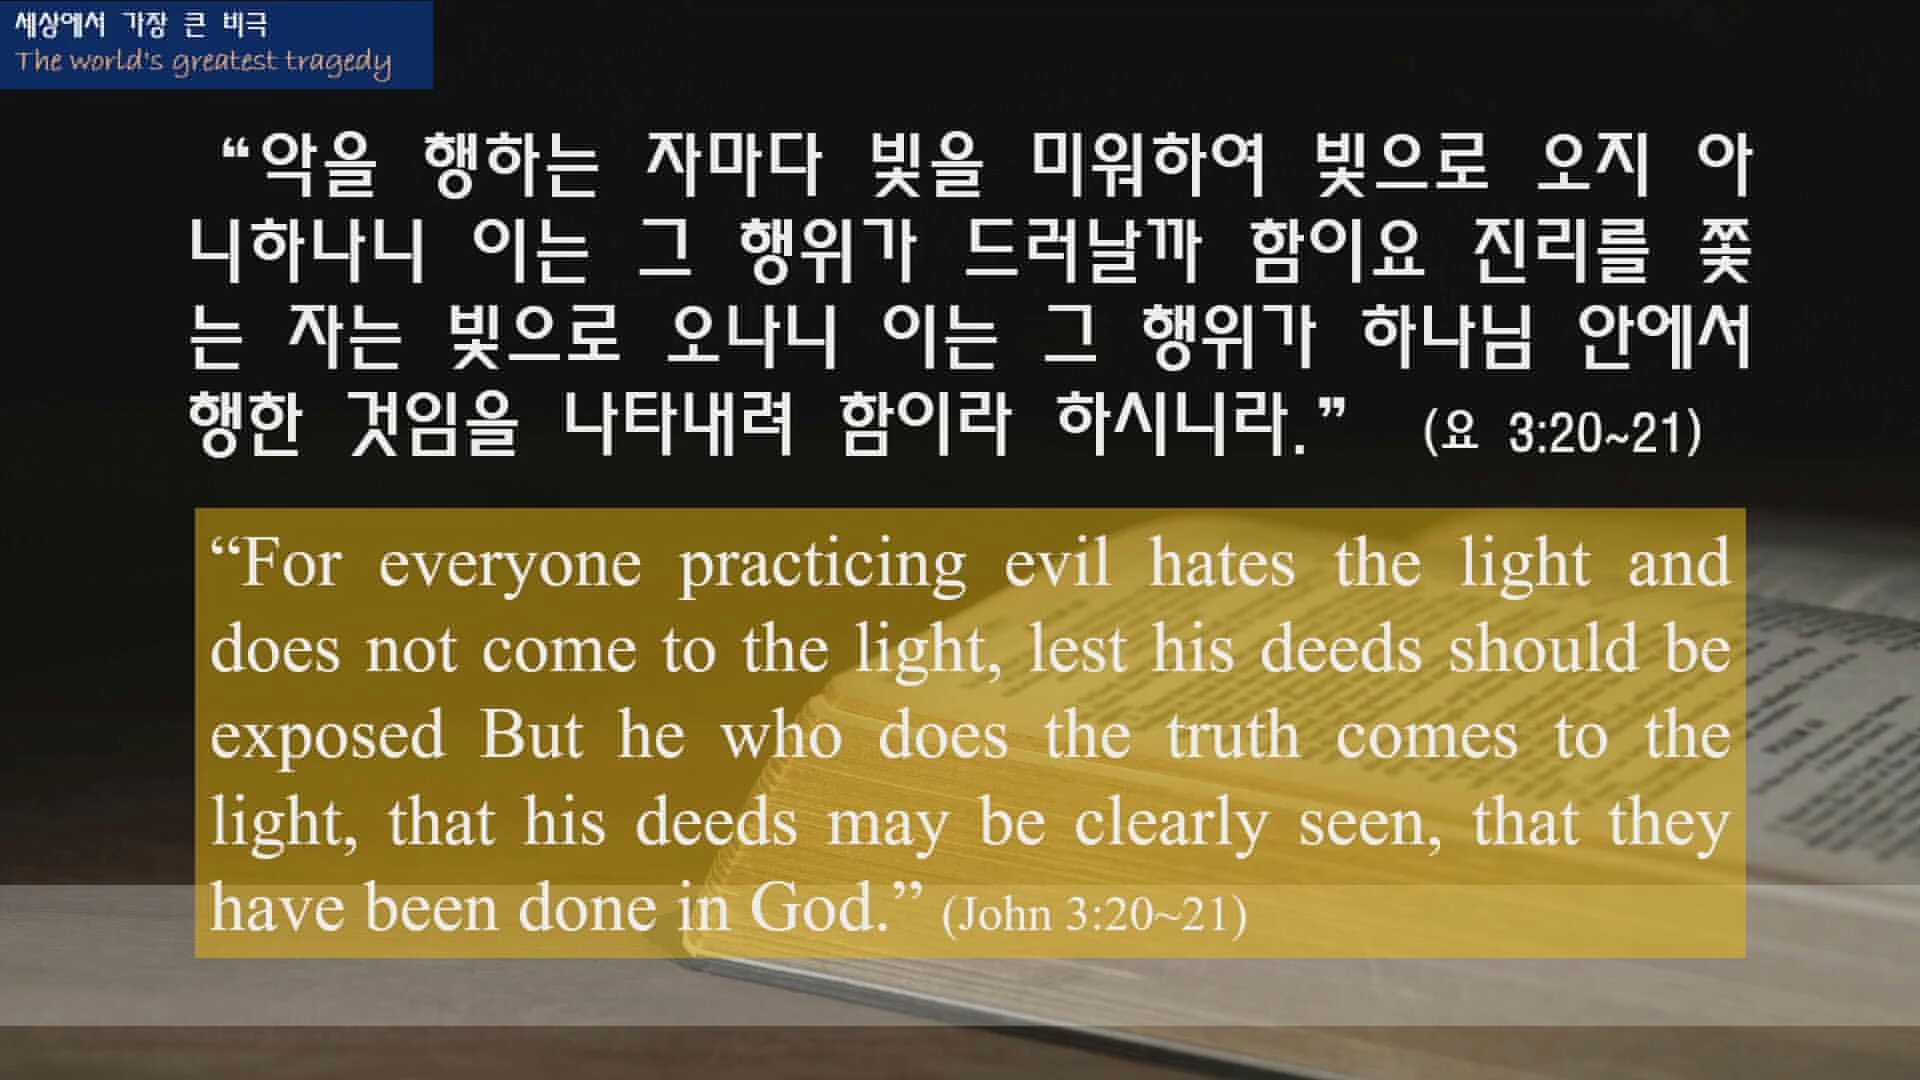 세상에서 가장 큰 비극
The world's greatest tragedy
“악을 행하는 자마다 빛을 미워하여 빛으로 오지 아
니하나니 이는 그 행위가 드러날까 함이요 진리를 쫓
는 자는 빛으로 오나니 이는 그 행위가 하나님 안에서
행한 것임을 나타내려 함이라 하시니라.” (요 3:20~21)
“For everyone practicing evil hates the light and
does not come to the light, lest his deeds should be
exposed But he who does the truth comes to the
light, that his deeds may be clearly seen, that they
have been done in God.” (John 3:20~21)